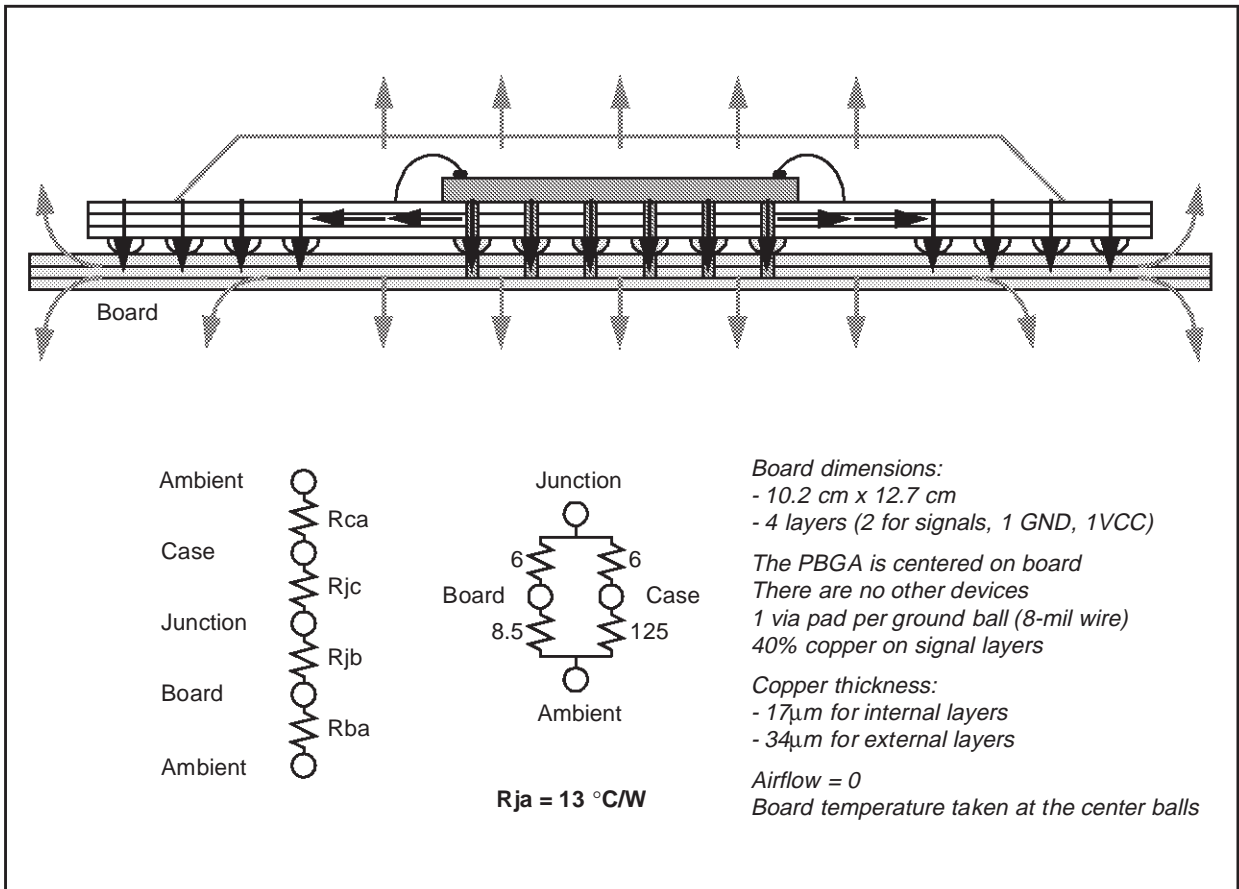 Board
Ambient
Rca
Case
Rjc
Junction
Rjb
Board
Rba
Ambient
Junction
6
6
Board
Case
8.5
125
Ambient
Rja = 13 °C/W
Board dimensions:
- 10.2 cm x 12.7 cm
- 4 layers (2 for signals, 1 GND, 1VCC)
The PBGA is centered on board
There are no other devices
1 via pad per ground ball (8-mil wire)
40% copper on signal layers
Copper thickness:
- 17μm for internal layers
- 34μm for external layers
Airflow = 0
Board temperature taken at the center balls